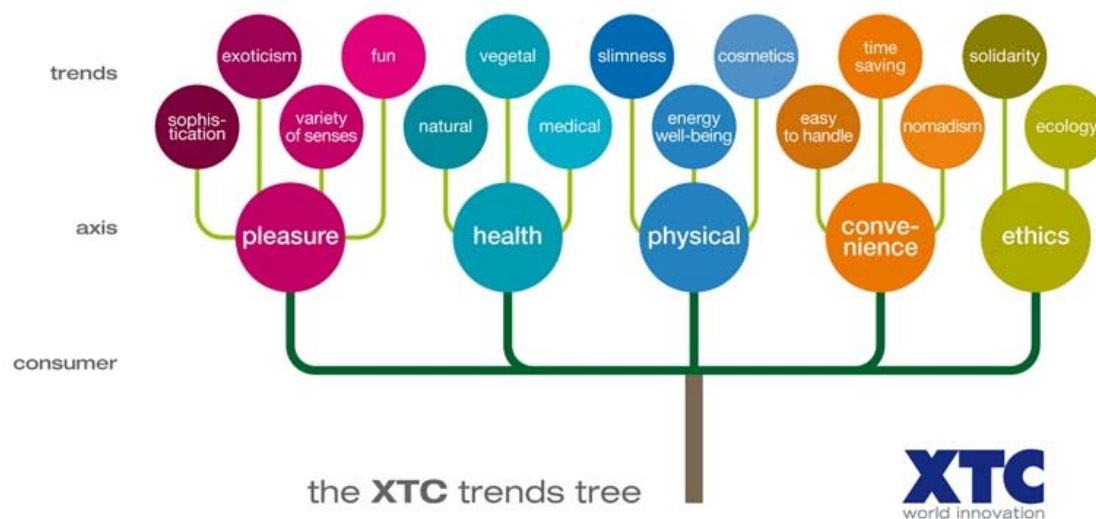 trends
exoticism
fun
sophis-
tication
variety
of senses
vegetal
natural
medical
slimness
cosmetics
energy
well-being
time
saving
easy
to handle
nomadism
solidarity
ecology
axis
pleasure
health
physical
conve-
nience
ethics
consumer
the XTC trends tree
XTC
world innovation